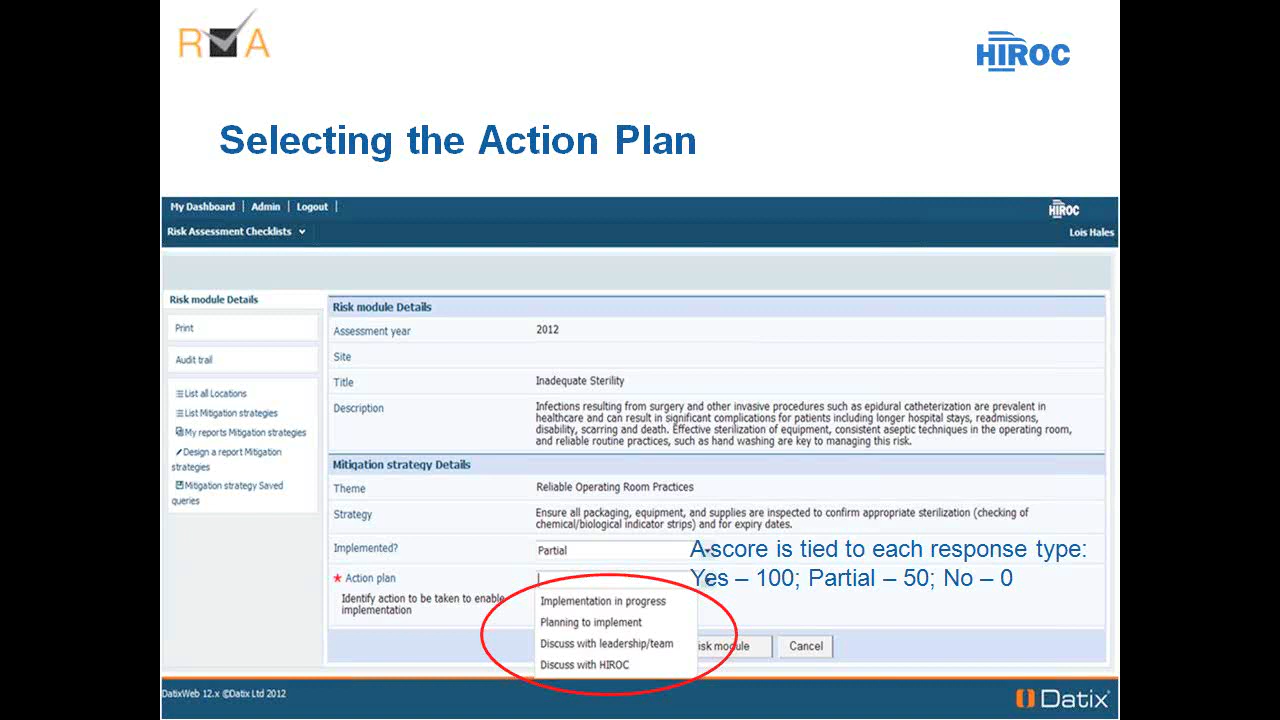 R A
HIROC
Selecting the Action Plan
My Dashboard | Admin | Logout |
HIROC
Risk Assessment Checklists
Lois Hales
Risk module Details
Print
Audit trail
List all Locations
List Mitigation strategies
My reports Mitigation strategies
Design a report Mitigation
strategies
Mitigation strategy Saved
queries
Risk module Details
Assessment year 2012
Site
Title Inadequate Sterility
Description Infections resulting from surgery and other invasive procedures such as epidural catheterization are prevalent in
healthcare and can result in significant complications for patients including longer hospital stays, readmissions,
disability, scarring and death. Effective sterilization of equipment, consistent aseptic techniques in the operating room,
and reliable routine practices, such as hand washing are key to managing this risk.
Mitigation strategy Details
Theme Reliable Operating Room Practices
Strategy Ensure all packaging, equipment, and supplies are inspected to confirm appropriate sterilization (checking of
chemical/biological indicator strips) and for expiry dates.
Implemented? Partial
A score is tied to each response type:
Yes – 100; Partial – 50; No – 0
* Action plan
Identify action to be taken to enable
implementation
Implementation in progress
Planning to implement
Discuss with leadership/team
Discuss with HIROC
isk module Cancel
DatixWeb 12.x ©Datix Ltd 2012
Datix